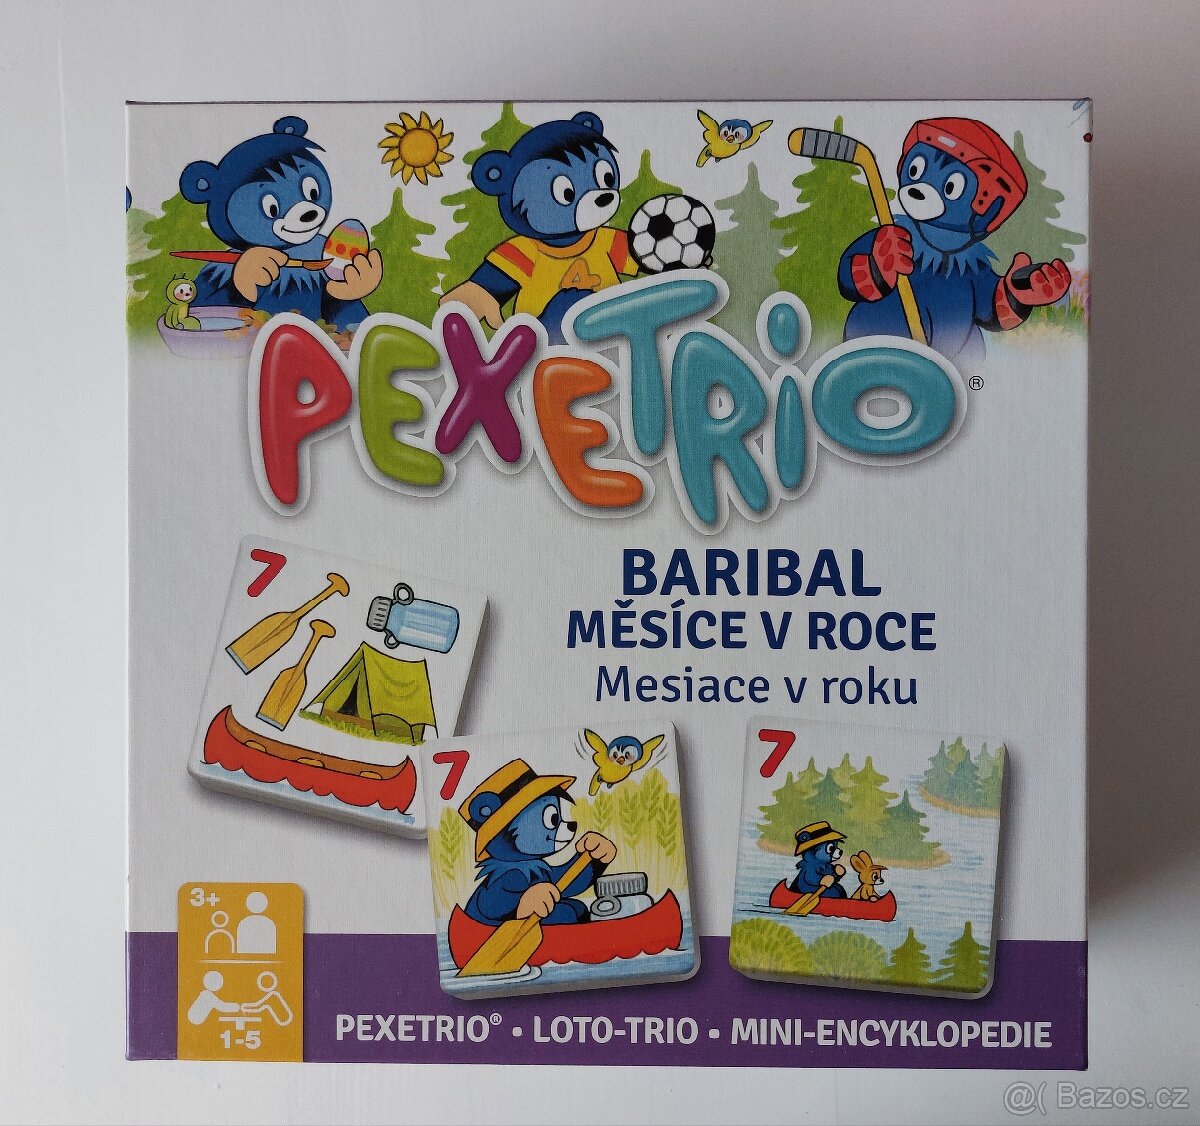 PEXETRiO®
4
BARIBAL
MĚSÍCE V ROCE
Mesiace v roku
7
7
7
3+
1-5
PEXETRIO® • LOTO-TRIO • MINI-ENCYKLOPEDIE
@( Bazos.cz